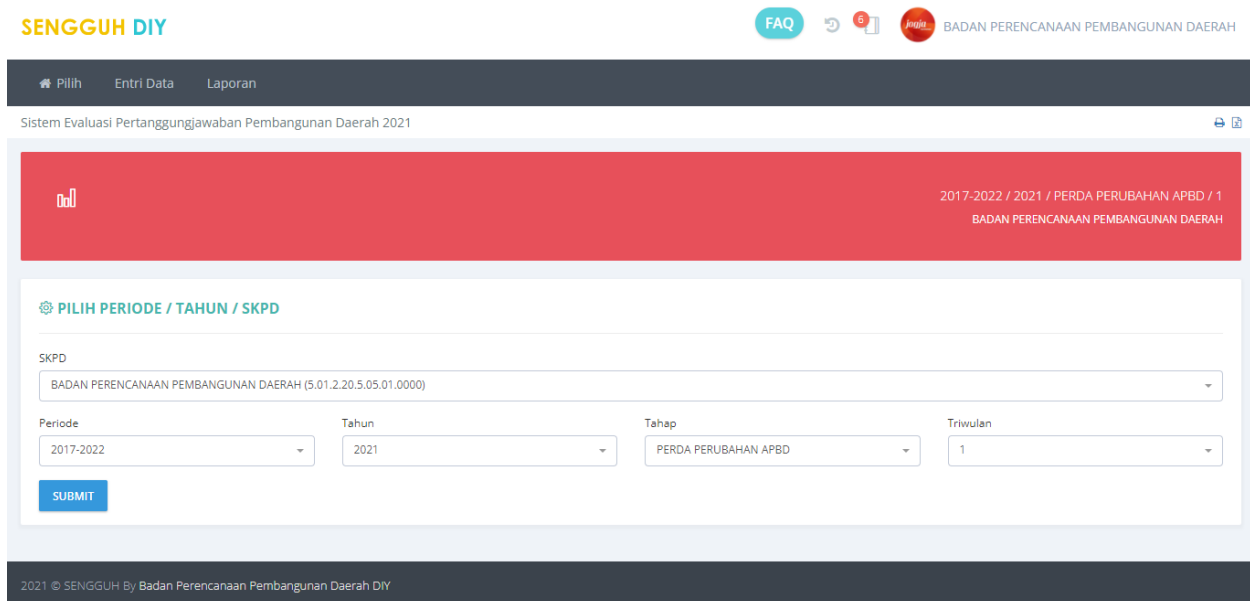 SENGGUH DIY
FAQ
6
jogja
BADAN PERENCANAAN PEMBANGUNAN DAERAH
Pilih Entri Data Laporan
Sistem Evaluasi Pertanggungjawaban Pembangunan Daerah 2021
2017-2022 / 2021 / PERDA PERUBAHAN APBD / 1
BADAN PERENCANAAN PEMBANGUNAN DAERAH
PILIH PERIODE / TAHUN / SKPD
SKPD
BADAN PERENCANAAN PEMBANGUNAN DAERAH (5.01.2.20.5.05.01.0000)
Periode Tahun Tahap Triwulan
2017-2022 2021 PERDA PERUBAHAN APBD 1
SUBMIT
2021 © SENGGUH By Badan Perencanaan Pembangunan Daerah DIY